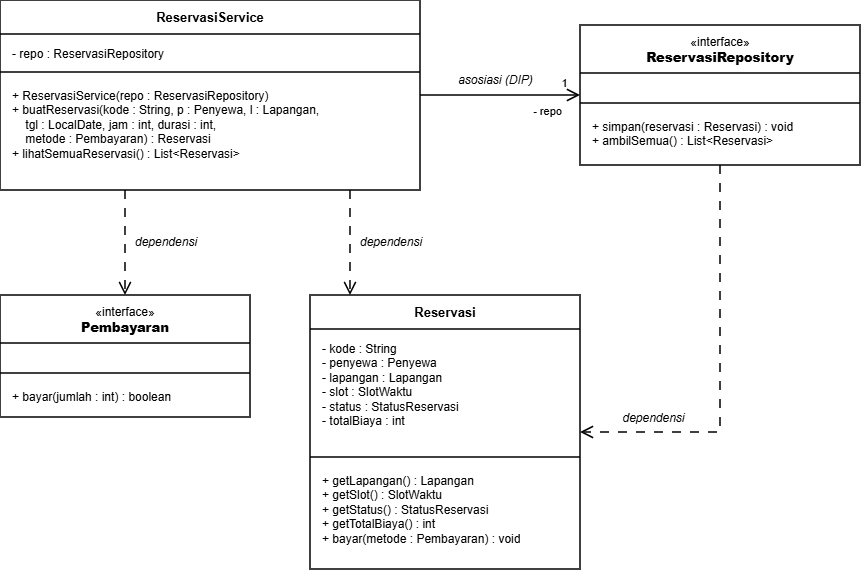 ReservasiService
- repo : ReservasiRepository
+ ReservasiService(repo : ReservasiRepository)
+ buatReservasi(kode : String, p : Penyewa, l : Lapangan,
tgl : LocalDate, jam : int, durasi : int,
metode : Pembayaran) : Reservasi
+ lihatSemuaReservasi() : List<Reservasi>
asosiasi (DIP)
1
- repo
«interface»
ReservasiRepository
+ simpan(reservasi : Reservasi) : void
+ ambilSemua() : List<Reservasi>
dependensi
dependensi
«interface»
Pembayaran
+ bayar(jumlah : int) : boolean
Reservasi
- kode : String
- penyewa : Penyewa
- lapangan : Lapangan
- slot : SlotWaktu
- status : StatusReservasi
- totalBiaya : int
+ getLapangan() : Lapangan
+ getSlot() : SlotWaktu
+ getStatus() : StatusReservasi
+ getTotalBiaya() : int
+ bayar(metode : Pembayaran) : void
dependensi